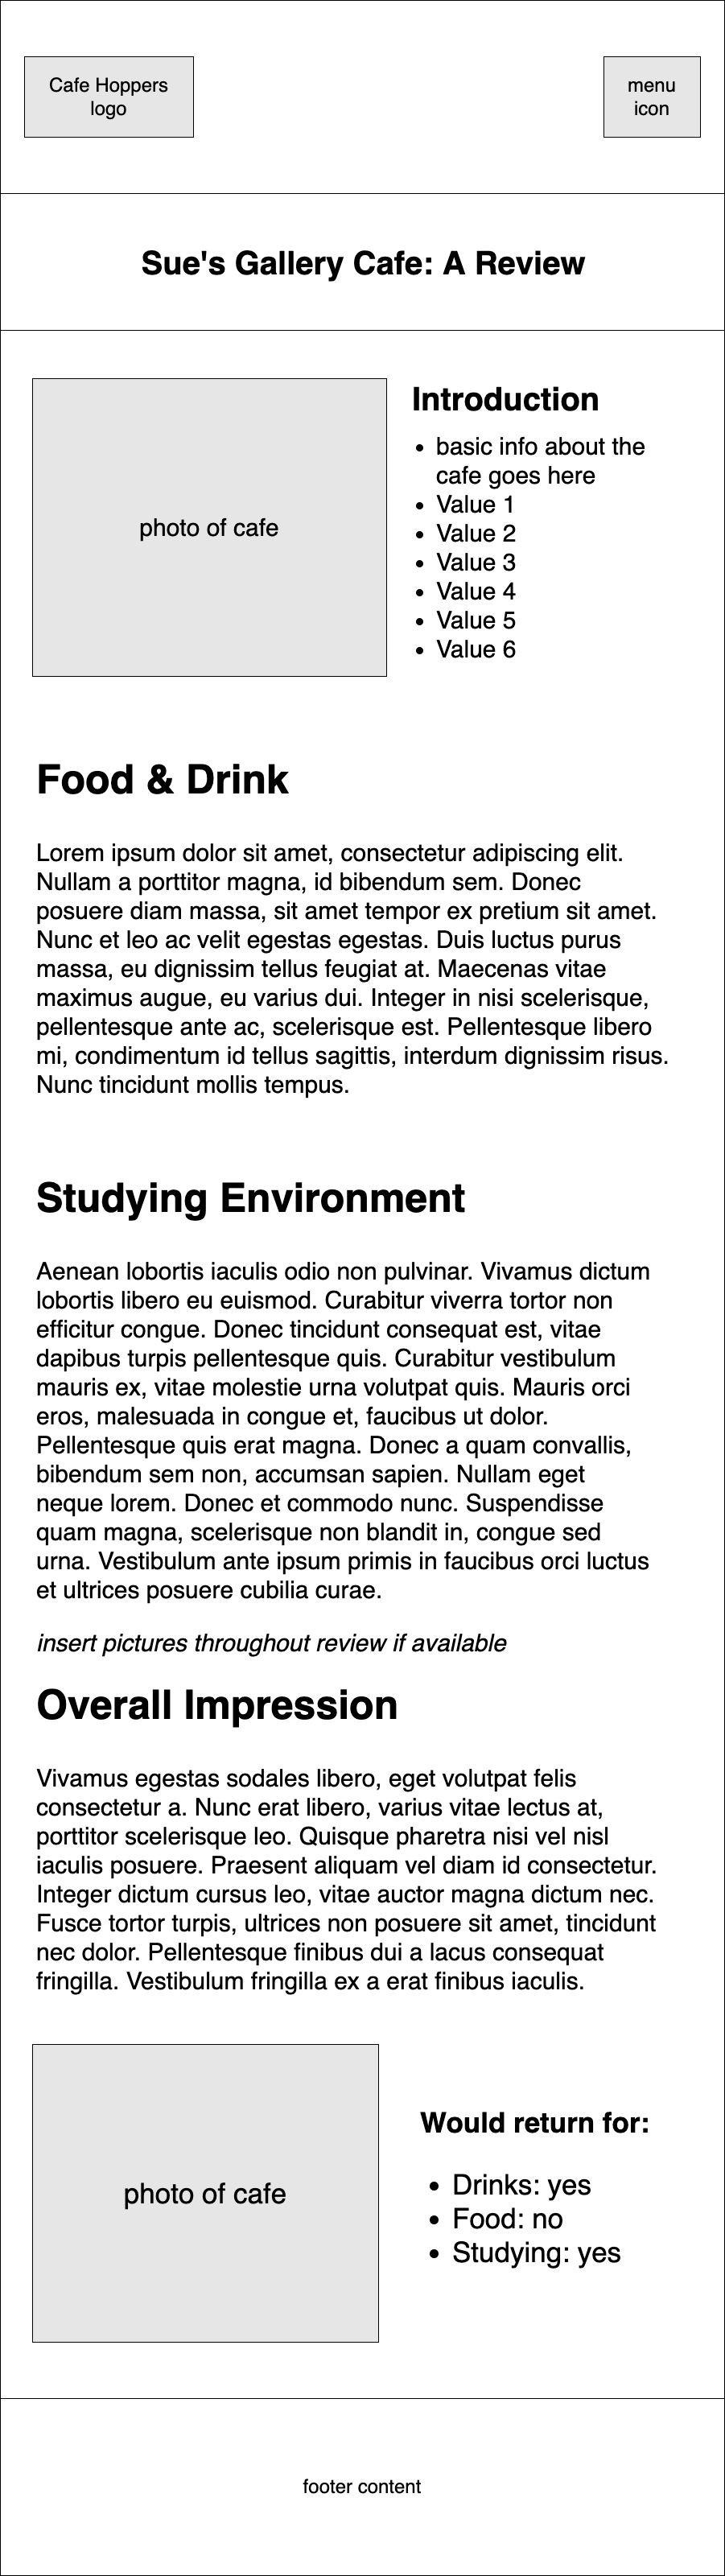 Cafe Hoppers
logo
menu
icon
Sue's Gallery Cafe: A Review
photo of cafe
Introduction
• basic info about the
cafe goes here
• Value 1
• Value 2
• Value 3
• Value 4
• Value 5
• Value 6
Food & Drink
Lorem ipsum dolor sit amet, consectetur adipiscing elit.
Nullam a porttitor magna, id bibendum sem. Donec
posuere diam massa, sit amet tempor ex pretium sit amet.
Nunc et leo ac velit egestas egestas. Duis luctus purus
massa, eu dignissim tellus feugiat at. Maecenas vitae
maximus augue, eu varius dui. Integer in nisi scelerisque,
pellentesque ante ac, scelerisque est. Pellentesque libero
mi, condimentum id tellus sagittis, interdum dignissim risus.
Nunc tincidunt mollis tempus.
Studying Environment
Aenean lobortis iaculis odio non pulvinar. Vivamus dictum
lobortis libero eu euismod. Curabitur viverra tortor non
efficitur congue. Donec tincidunt consequat est, vitae
dapibus turpis pellentesque quis. Curabitur vestibulum
mauris ex, vitae molestie urna volutpat quis. Mauris orci
eros, malesuada in congue et, faucibus ut dolor.
Pellentesque quis erat magna. Donec a quam convallis,
bibendum sem non, accumsan sapien. Nullam eget
neque lorem. Donec et commodo nunc. Suspendisse
quam magna, scelerisque non blandit in, congue sed
urna. Vestibulum ante ipsum primis in faucibus orci luctus
et ultrices posuere cubilia curae.
insert pictures throughout review if available
Overall Impression
Vivamus egestas sodales libero, eget volutpat felis
consectetur a. Nunc erat libero, varius vitae lectus at,
porttitor scelerisque leo. Quisque pharetra nisi vel nisl
iaculis posuere. Praesent aliquam vel diam id consectetur.
Integer dictum cursus leo, vitae auctor magna dictum nec.
Fusce tortor turpis, ultrices non posuere sit amet, tincidunt
nec dolor. Pellentesque finibus dui a lacus consequat
fringilla. Vestibulum fringilla ex a erat finibus iaculis.
photo of cafe
Would return for:
• Drinks: yes
• Food: no
• Studying: yes
footer content